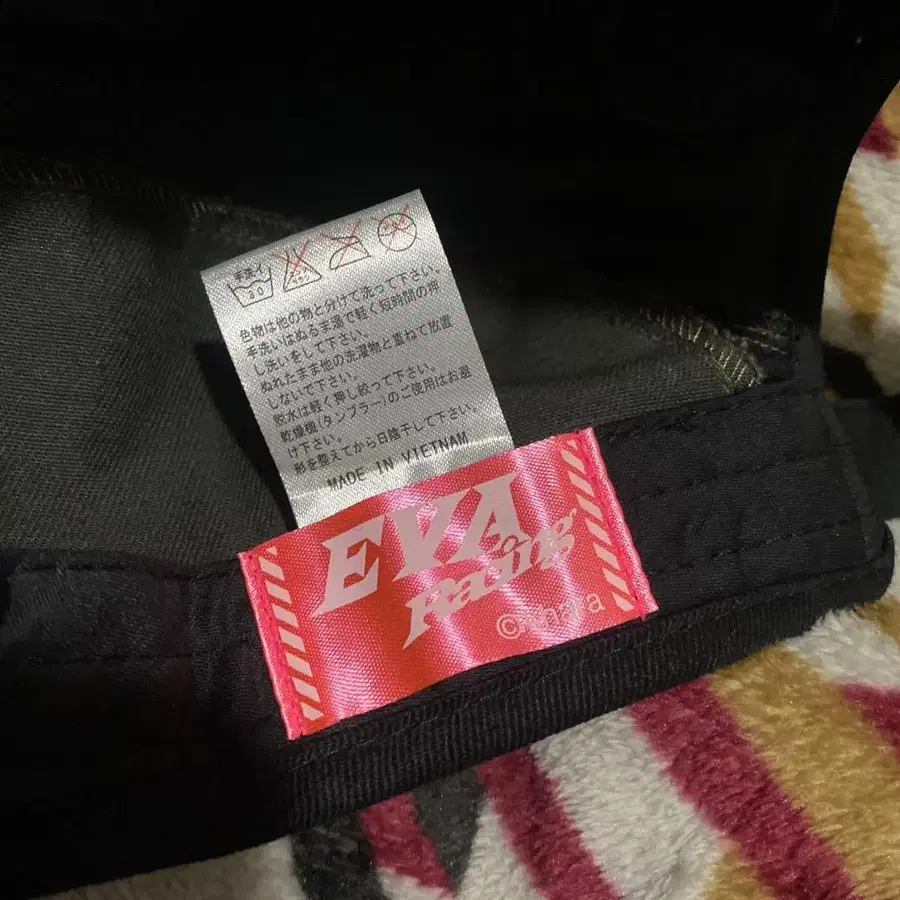 手洗イ
30
色物は他の物と分けて洗って下さい。
手洗いはぬるま湯で軽く短時間の押
し洗いをして下さい。
ぬれたまま他の洗濯物と重ねて放置
しないで下さい。
脱水は軽く押し絞って下さい。
乾燥機(タンブラー)のご使用はお避
け下さい。
形を整えてから日陰干して下さい。
MADE IN VIETNAM
EVA
Racing
©khara